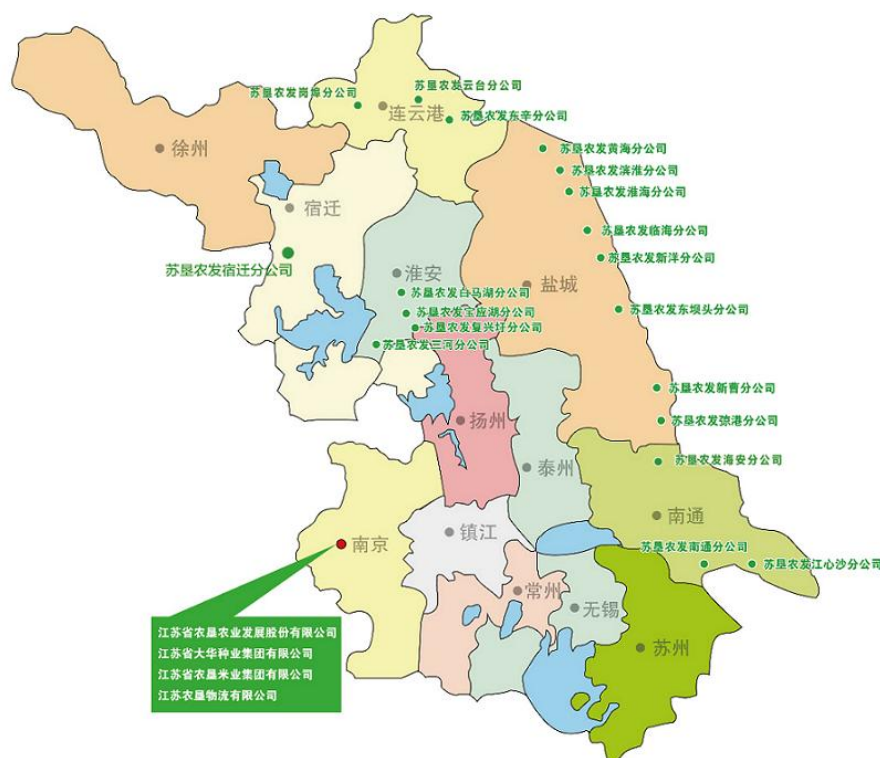 苏垦农发云台分公司
苏垦农发岗埠分公司
连云港
苏垦农发东辛分公司
徐州
苏垦农发黄海分公司
苏垦农发滨淮分公司
苏垦农发淮海分公司
宿迁
苏垦农发临海分公司
苏垦农发新洋分公司
苏垦农发宿迁分公司
淮安
盐城
苏垦农发白马湖分公司
苏垦农发东坝头分公司
苏垦农发宝应湖分公司
苏垦农发复兴圩分公司
苏垦农发三河分公司
苏垦农发新曹分公司
扬州
苏垦农发弶港分公司
泰州
苏垦农发海安分公司
南通
镇江
南京
苏垦农发南通分公司
苏垦农发江心沙分公司
常州
无锡
江苏省农垦农业发展股份有限公司
江苏省大华种业集团有限公司
江苏省农垦米业集团有限公司
江苏农垦物流有限公司
苏州